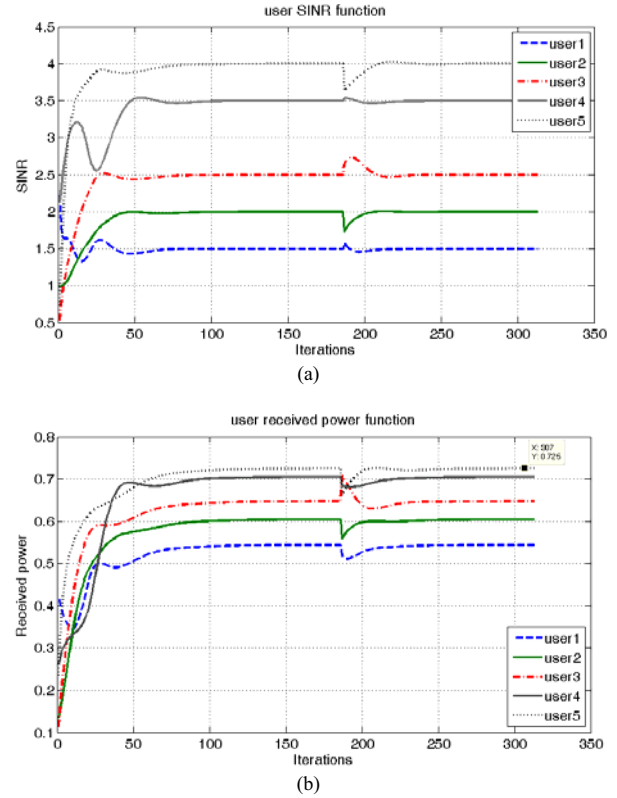 user SINR function
4.5
4
3.5
3
2.5
2
1.5
1
0.5
SINR
user1
user2
user3
user4
user5
0 50 100 150 200 250 300 350
Iterations
(a)
user received power function
0.8
0.7
0.6
0.5
0.4
0.3
0.2
0.1
Received power
Y: 0.725
user1
user2
user3
user4
user5
0 50 100 150 200 250 300 350
Iterations
(b)